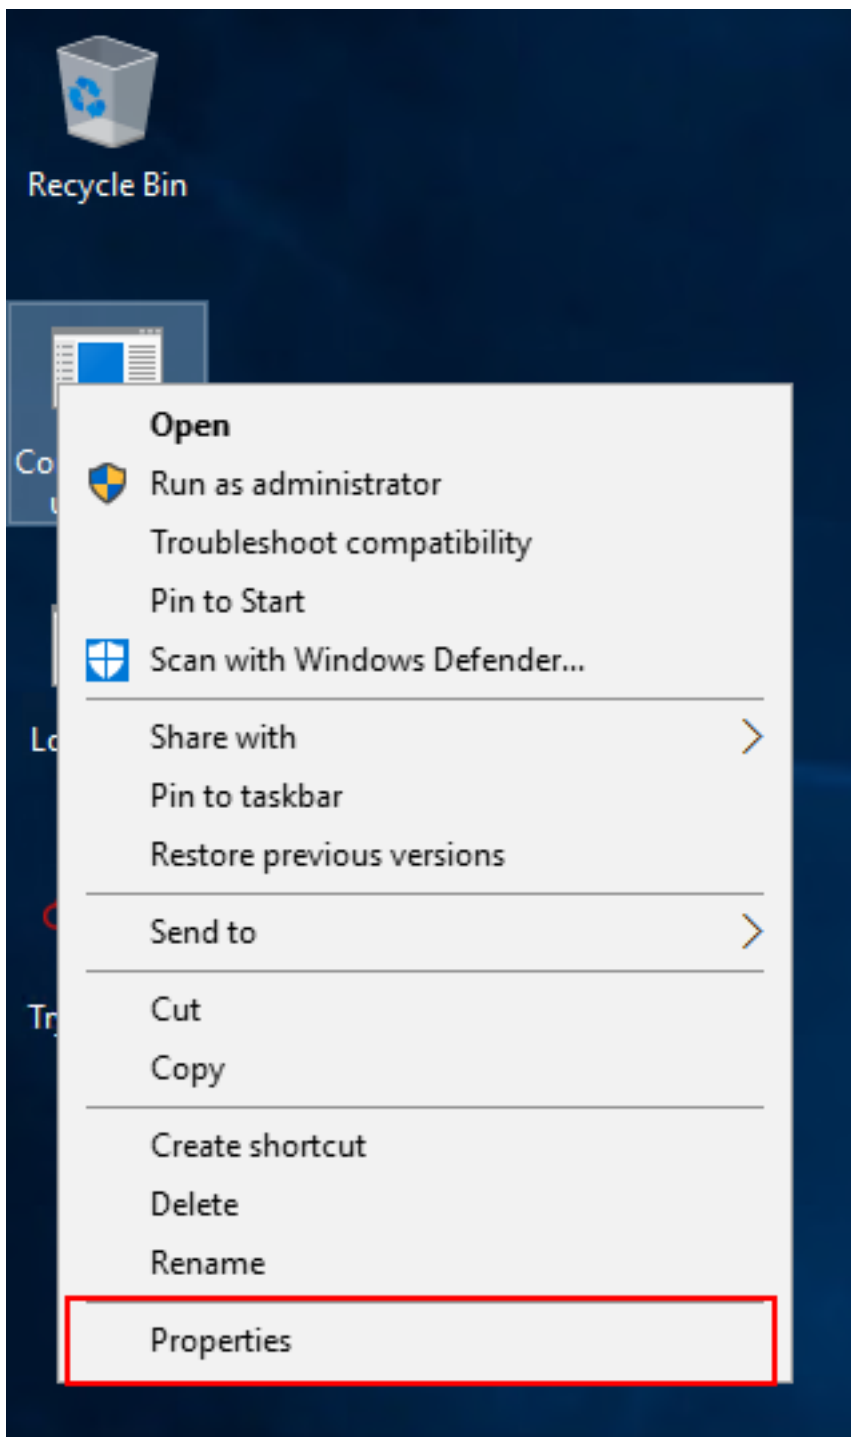 Recycle Bin
Open
Run as administrator
Troubleshoot compatibility
Pin to Start
Scan with Windows Defender...
Share with
Pin to taskbar
Restore previous versions
Send to
Cut
Copy
Create shortcut
Delete
Rename
Properties